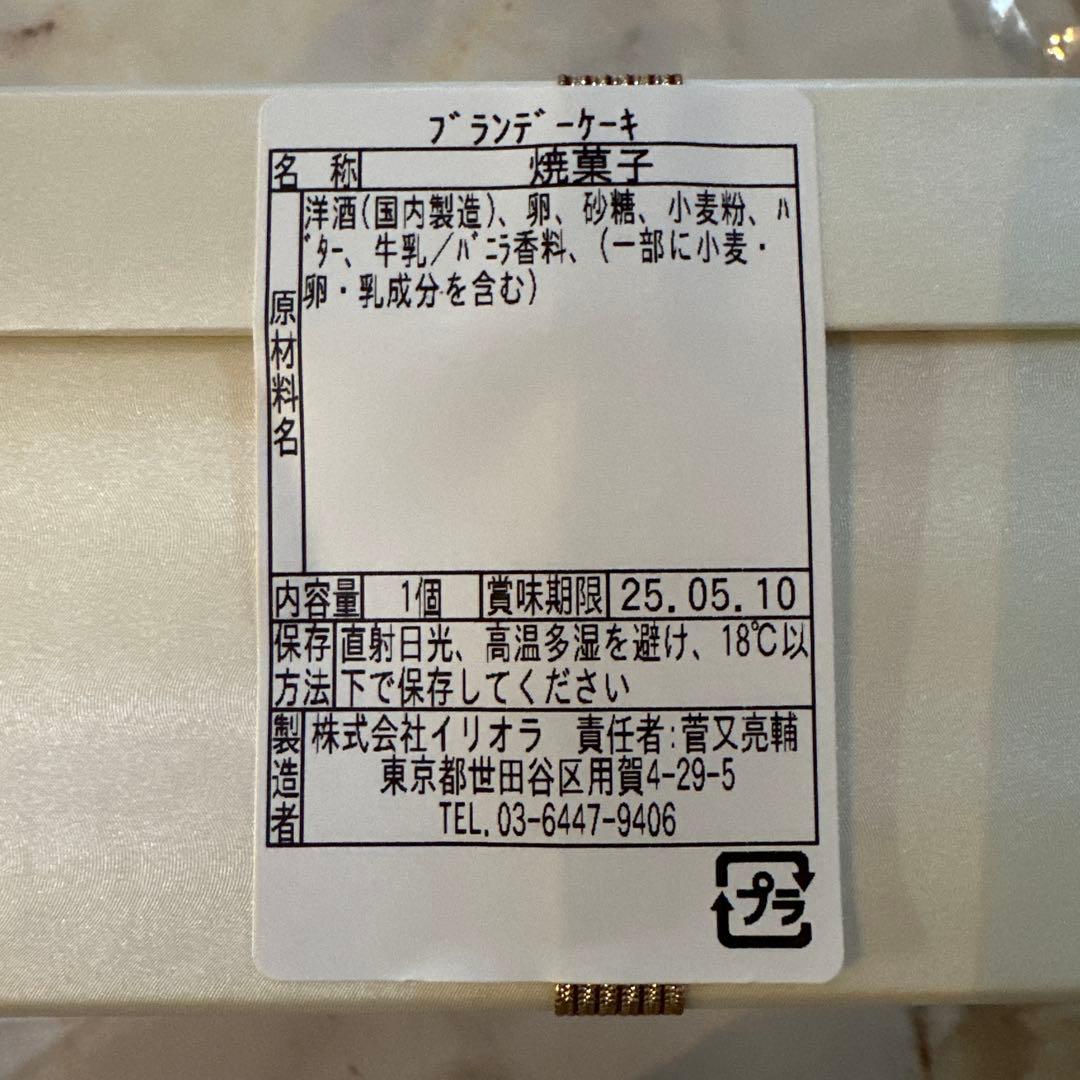 ﾌﾞﾗﾝﾃﾞｰｹｰｷ
名 称 焼菓子
原材料名
洋酒(国内製造)、卵、砂糖、小麦粉、ﾊ
ﾞﾀｰ、牛乳／ﾊﾞﾆﾗ香料、(一部に小麦・
卵・乳成分を含む)
内容量 1個 賞味期限 25.05.10
保存方法
直射日光、高温多湿を避け、18℃以
下で保存してください
製造者
株式会社イリオラ 責任者:菅又亮輔
東京都世田谷区用賀4-29-5
TEL.03-6447-9406
プラ